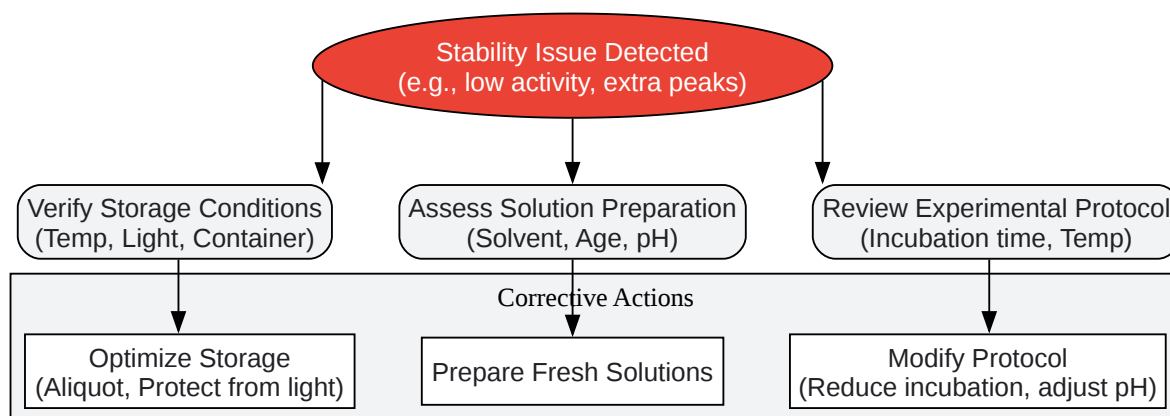 Stability Issue Detected
(e.g., low activity, extra peaks)
Verify Storage Conditions
(Temp, Light, Container)
Assess Solution Preparation
(Solvent, Age, pH)
Review Experimental Protocol
(Incubation time, Temp)
Corrective Actions
Optimize Storage
(Aliquot, Protect from light)
Prepare Fresh Solutions
Modify Protocol
(Reduce incubation, adjust pH)